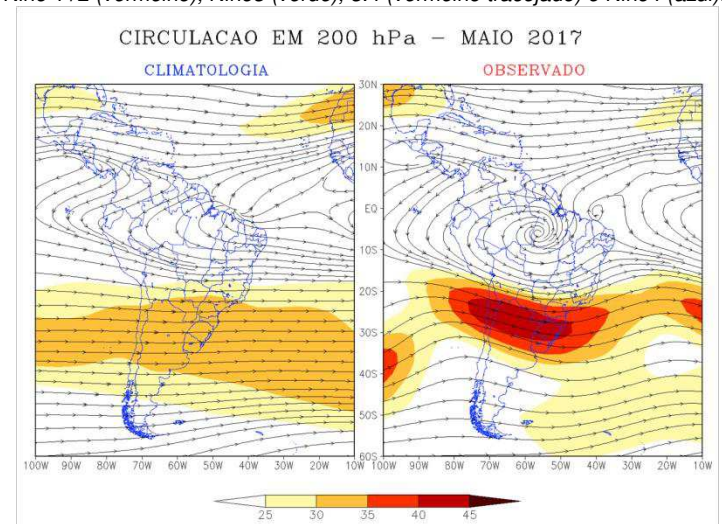 Niño 1+2 (vermelho), Niño3 (verde), 3.4 (vermelho tracejado) e Niño4 (azul).
CIRCULACAO EM 200 hPa – MAIO 2017
CLIMATOLOGIA
OBSERVADO
30N
20N
10N
EQ
10S
20S
30S
40S
50S
60S
100W 90W 80W 70W 60W 50W 40W 30W 20W 10W
100W 90W 80W 70W 60W 50W 40W 30W 20W 10W
25 30 35 40 45